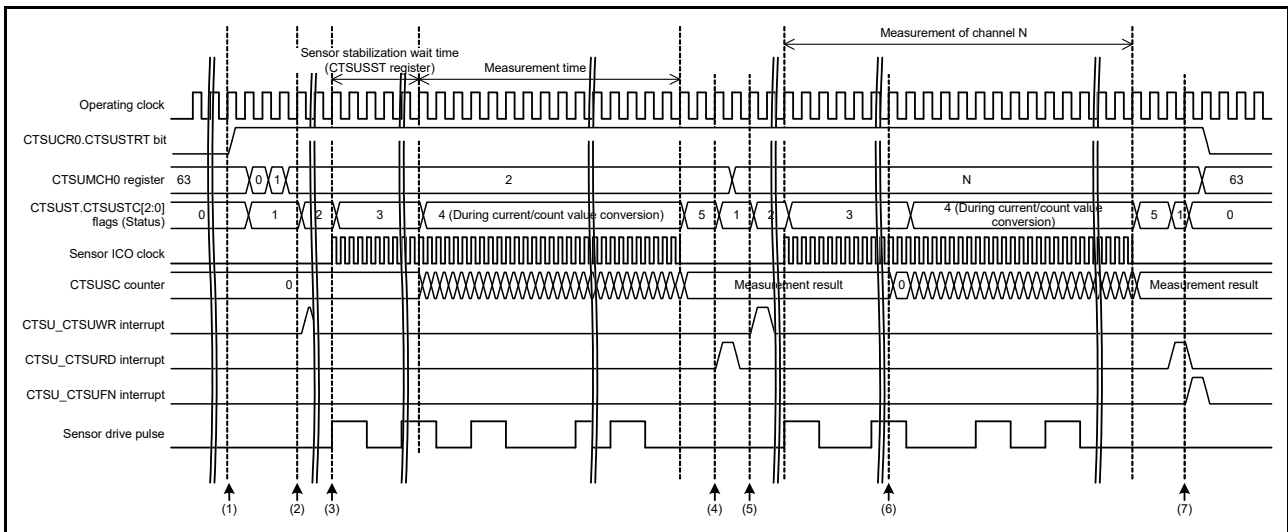 Measurement of channel N
Sensor stabilization wait time
(CTSUSST register)
Measurement time
Operating clock
CTSUCR0.CTSUSTRT bit
CTSUMCH0 register
63 0 1 2 N 63
CTSUST.CTSUSTC[2:0]
flags (Status)
0 1 2 3 4 (During current/count value conversion) 5 1 2 3 4 (During current/count value
conversion) 5 1 0
Sensor ICO clock
CTSUSC counter
0 Measurement result 0 Measurement result
CTSU_CTSUWR interrupt
CTSU_CTSURD interrupt
CTSU_CTSUFN interrupt
Sensor drive pulse
(1) (2) (3) (4) (5) (6) (7)